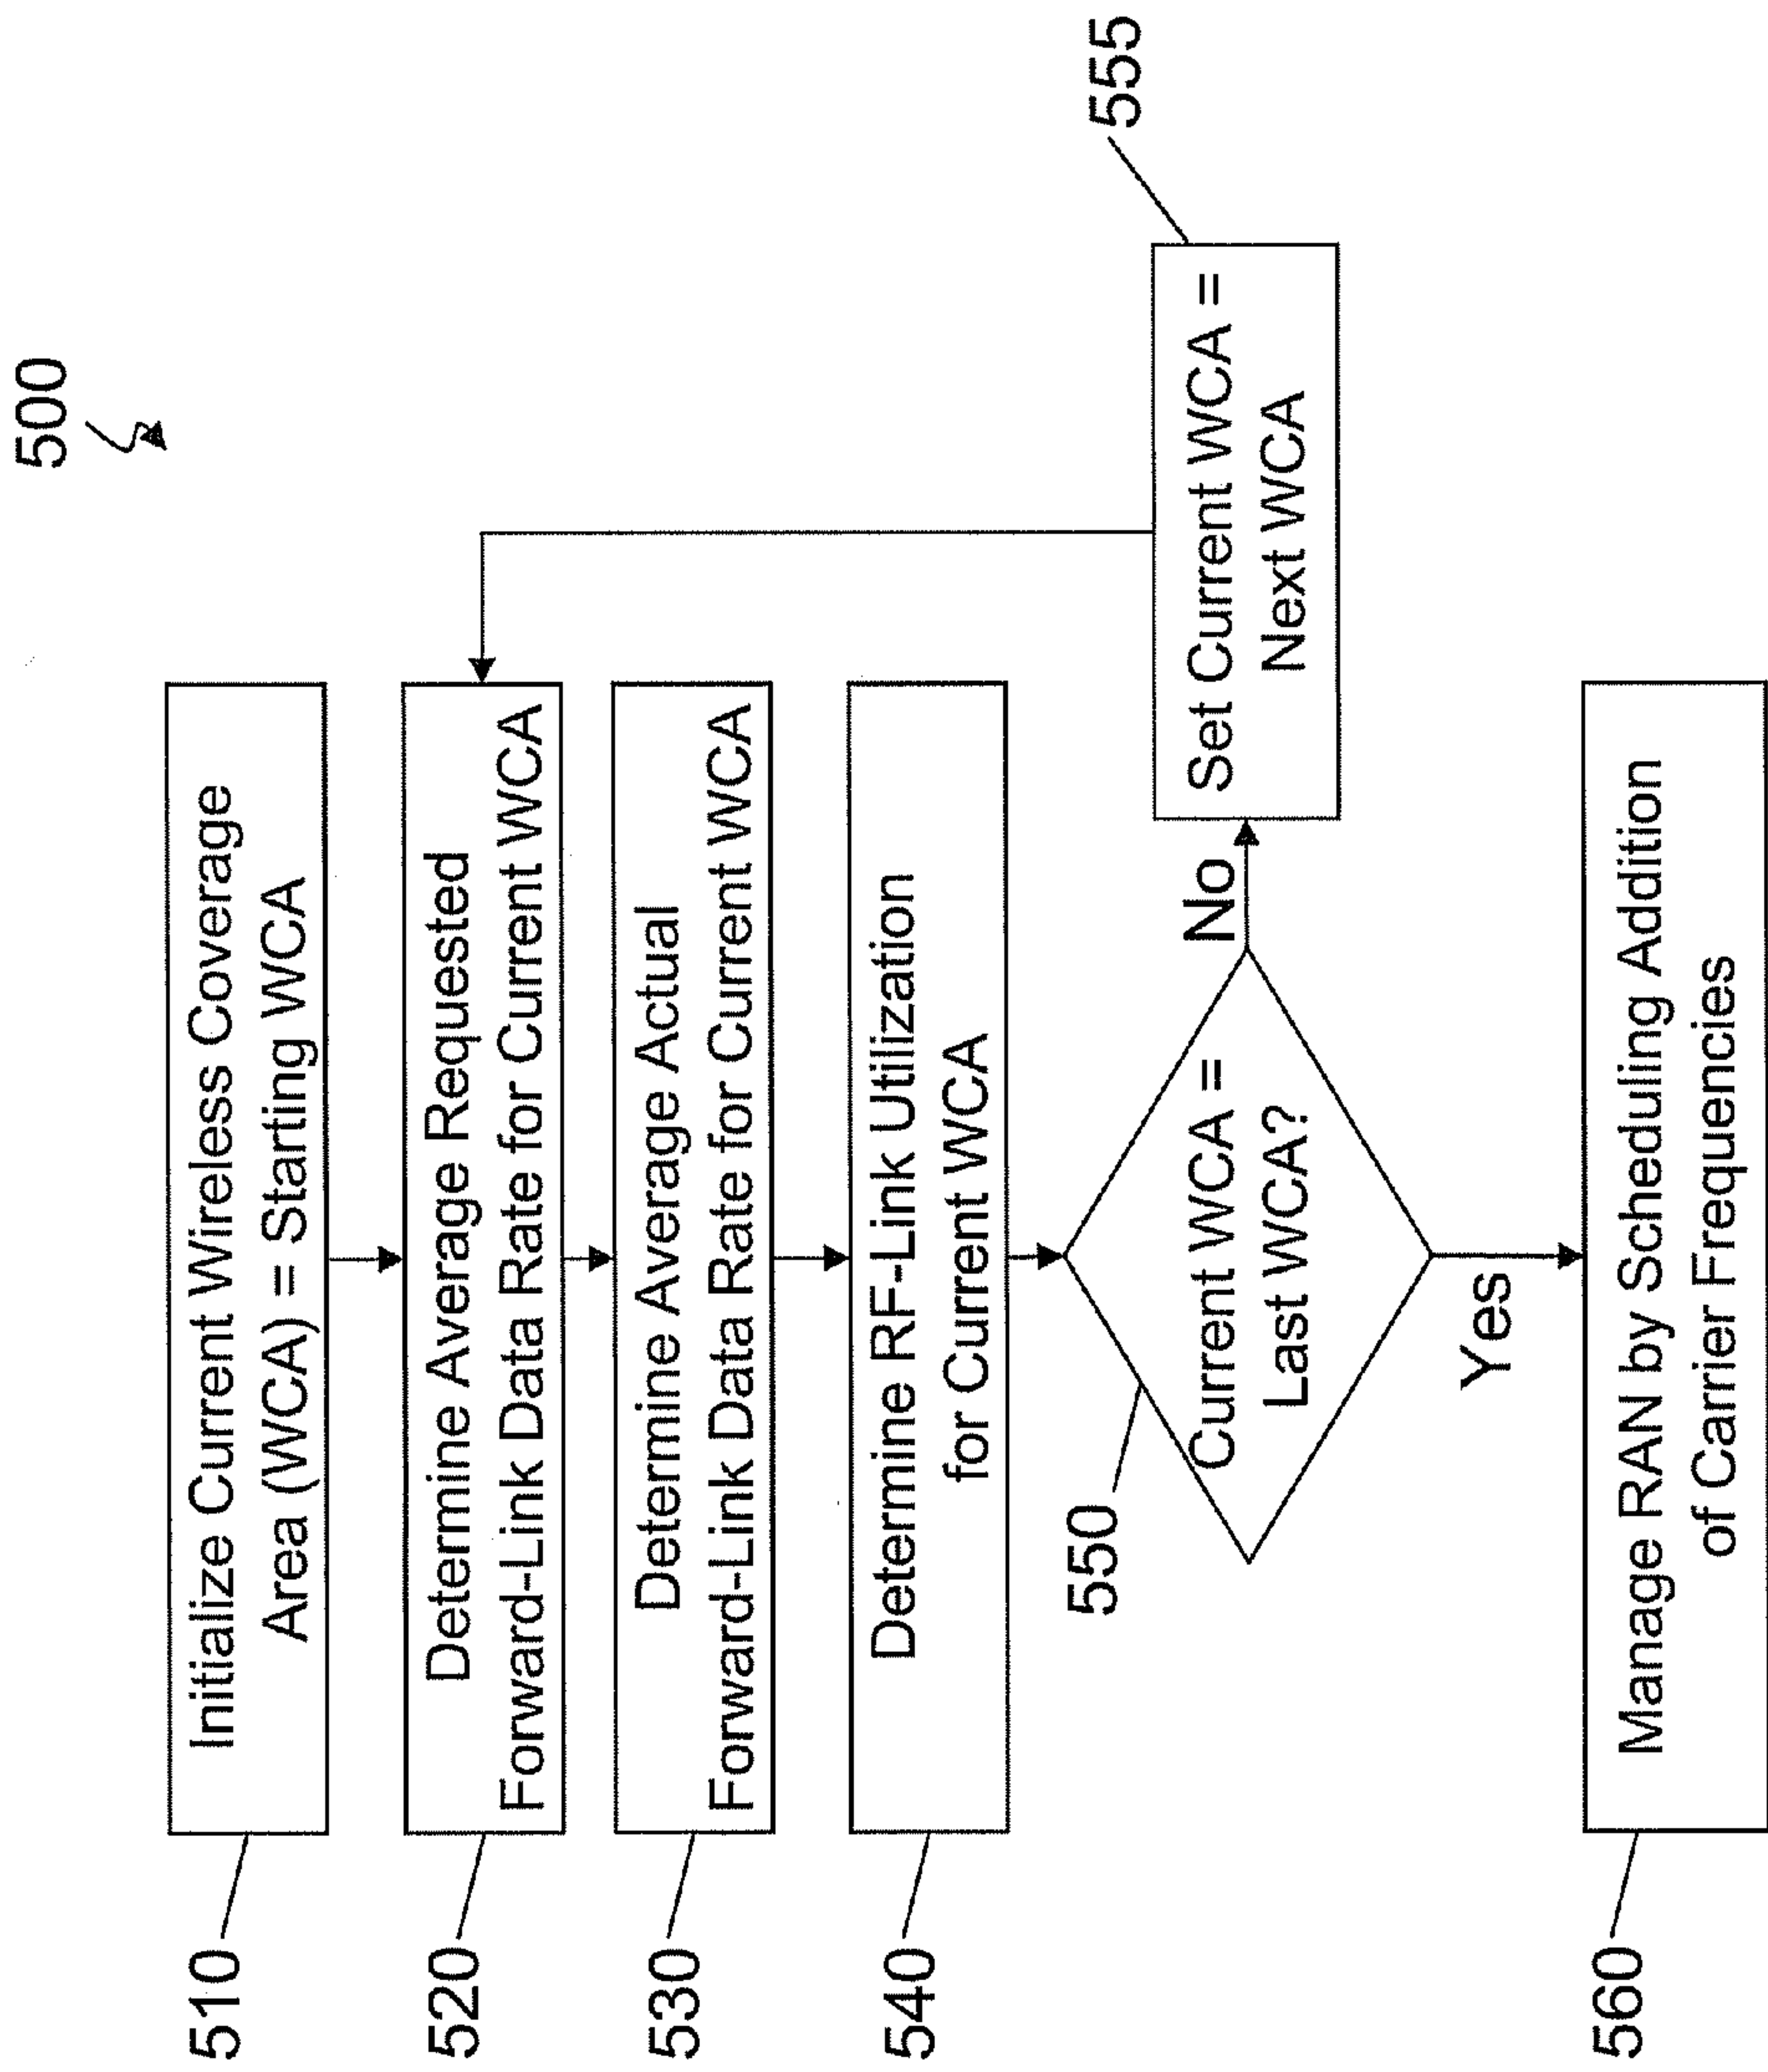 500
510
Initialize Current Wireless Coverage
Area (WCA) = Starting WCA
520
Determine Average Requested
Forward-Link Data Rate for Current WCA
530
Determine Average Actual
Forward-Link Data Rate for Current WCA
540
Determine RF-Link Utilization
for Current WCA
550
Current WCA =
Last WCA?
No
Set Current WCA =
Next WCA
555
Yes
560
Manage RAN by Scheduling Addition
of Carrier Frequencies